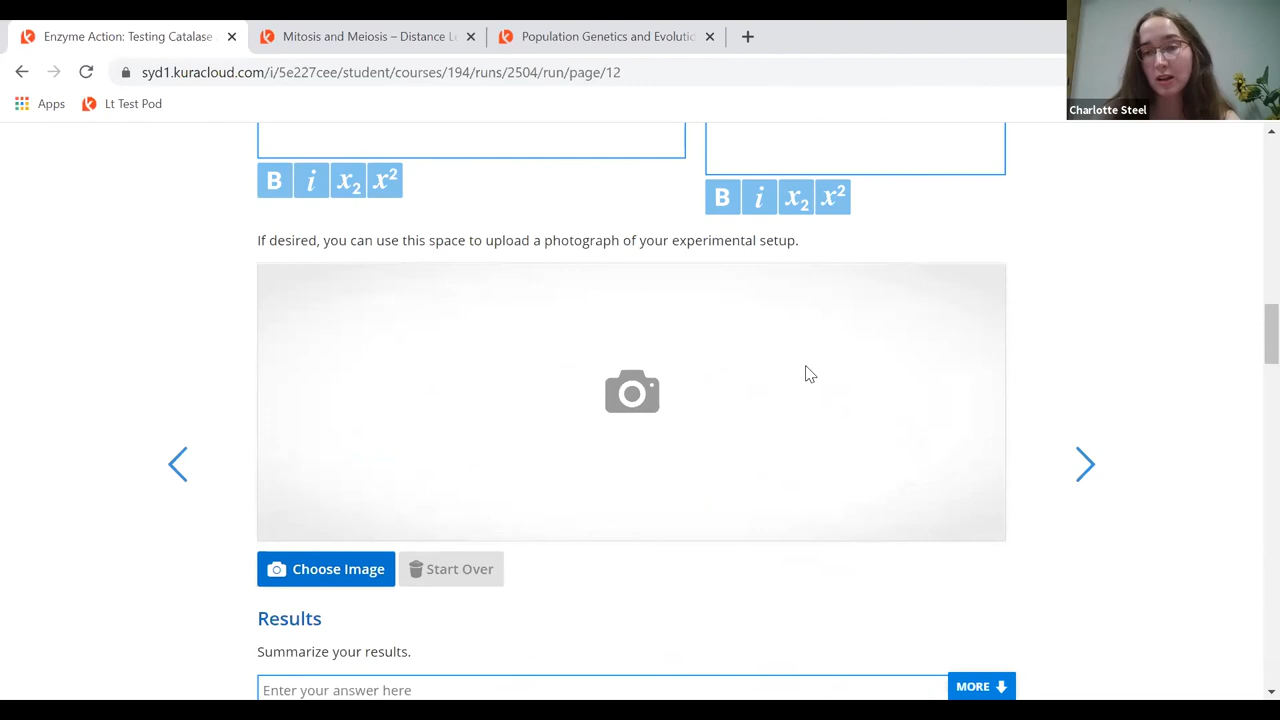 Enzyme Action: Testing Catalase
Mitosis and Meiosis – Distance Le
Population Genetics and Evolutio
syd1.kuracloud.com/i/5e227cee/student/courses/194/runs/2504/run/page/12
Apps
Lt Test Pod
Charlotte Steel
B i x₂ x²
B i x₂ x²
If desired, you can use this space to upload a photograph of your experimental setup.
Choose Image
Start Over
Results
Summarize your results.
Enter your answer here
MORE